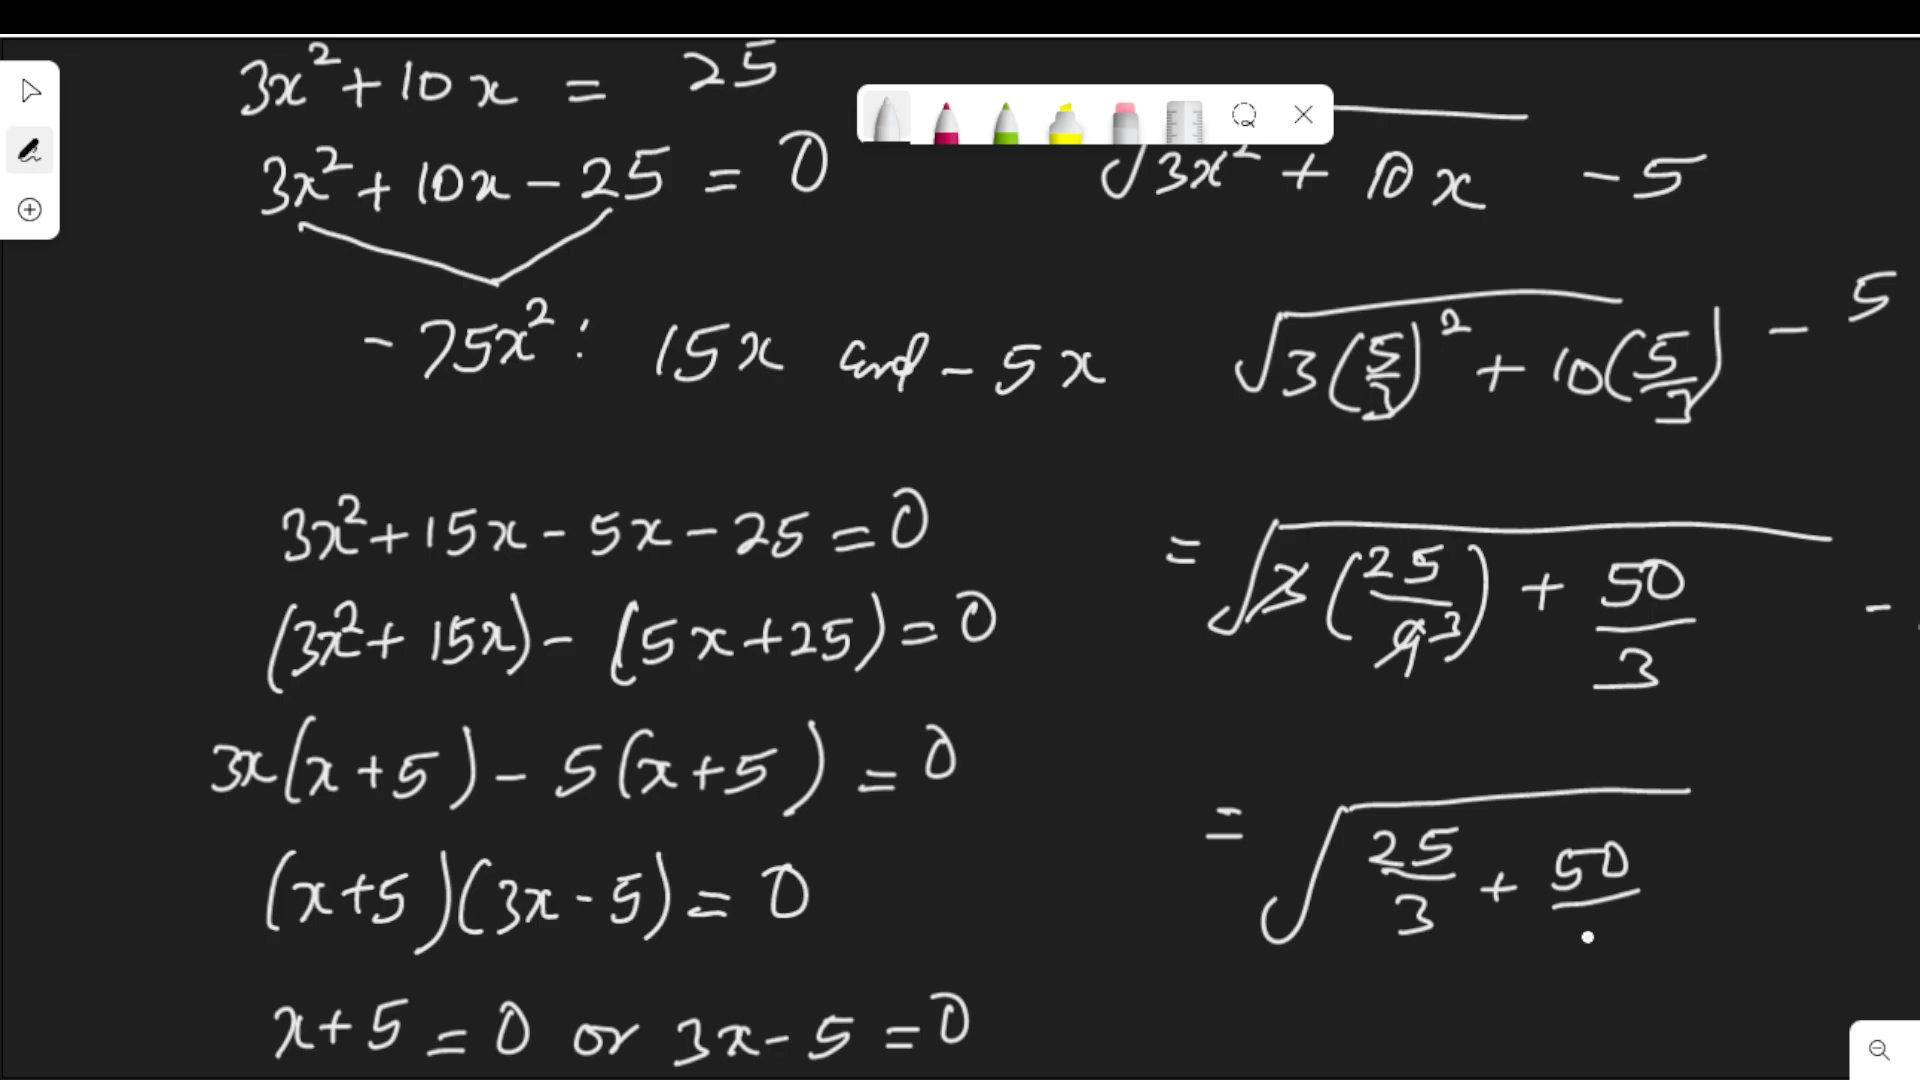 3x² + 10x = 25
3x² + 10x - 25 = 0
- 75x² : 15x and - 5x
3x² + 15x - 5x - 25 = 0
(3x² + 15x) - (5x + 25) = 0
3x(x + 5) - 5(x + 5) = 0
(x + 5)(3x - 5) = 0
x + 5 = 0 or 3x - 5 = 0
√3x² + 10x - 5
√3(5/3)² + 10(5/3) - 5
= √3(25/9 3) + 50/3 -
= √25/3 + 50